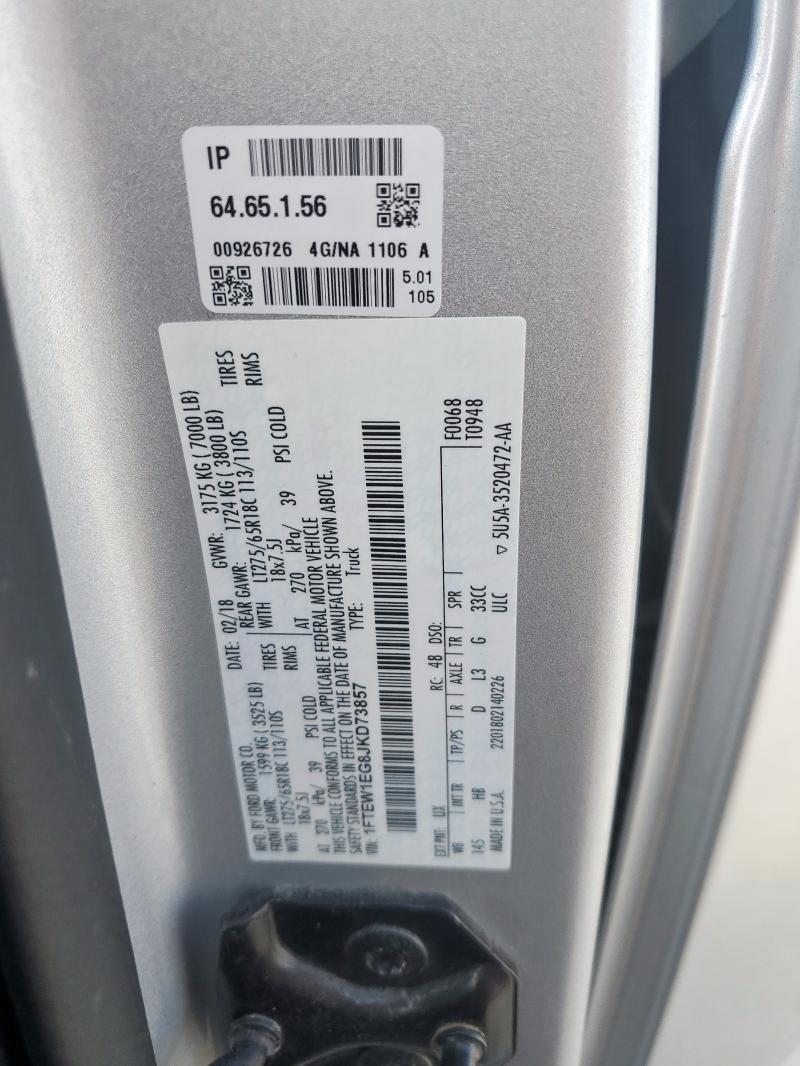 IP
64.65.1.56
00926726 4G/NA 1106 A
5.01
105
MFD. BY FORD MOTOR CO.
DATE: 02/18 GVWR: 3175 KG ( 7000 LB)
FRONT GAWR: 1599 KG ( 3525 LB) REAR GAWR: 1724 KG ( 3800 LB)
WITH LT275/65R18C 113/110S TIRES WITH LT275/65R18C 113/110S TIRES
18x7.5J RIMS 18x7.5J RIMS
AT 270 kPa/ 39 PSI COLD AT 270 kPa/ 39 PSI COLD
THIS VEHICLE CONFORMS TO ALL APPLICABLE FEDERAL MOTOR VEHICLE
SAFETY STANDARDS IN EFFECT ON THE DATE OF MANUFACTURE SHOWN ABOVE.
VIN: 1FTEW1EG8JKD73857 TYPE: Truck
EXT PNT: UX RC: 48 DSO: F0068
WB INT TR TP/PS R AXLE TR SPR T0948
145 HB D L3 G 33CC
MADE IN U.S.A. 2201802140226 ULC ▽ 5U5A-3520472-AA